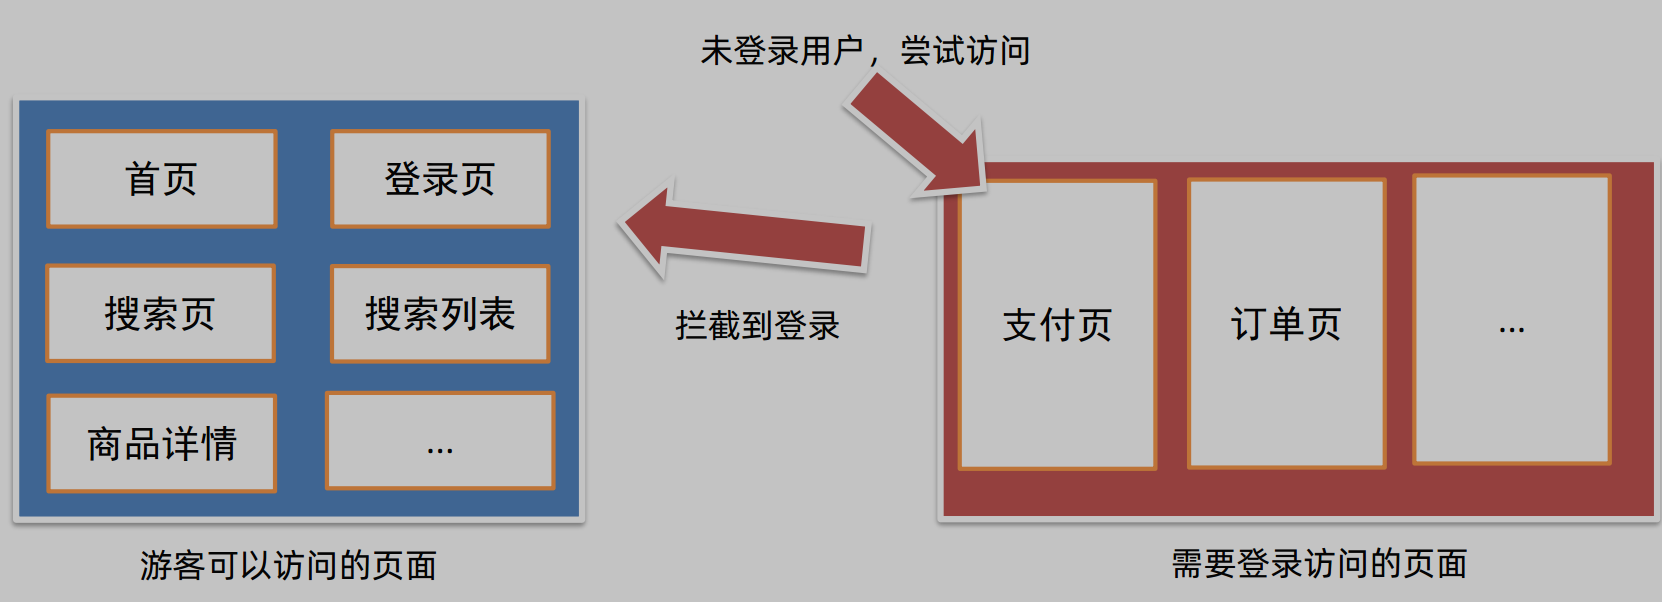 未登录用户，尝试访问
首页
登录页
搜索页
搜索列表
商品详情
...
拦截到登录
支付页
订单页
...
游客可以访问的页面
需要登录访问的页面